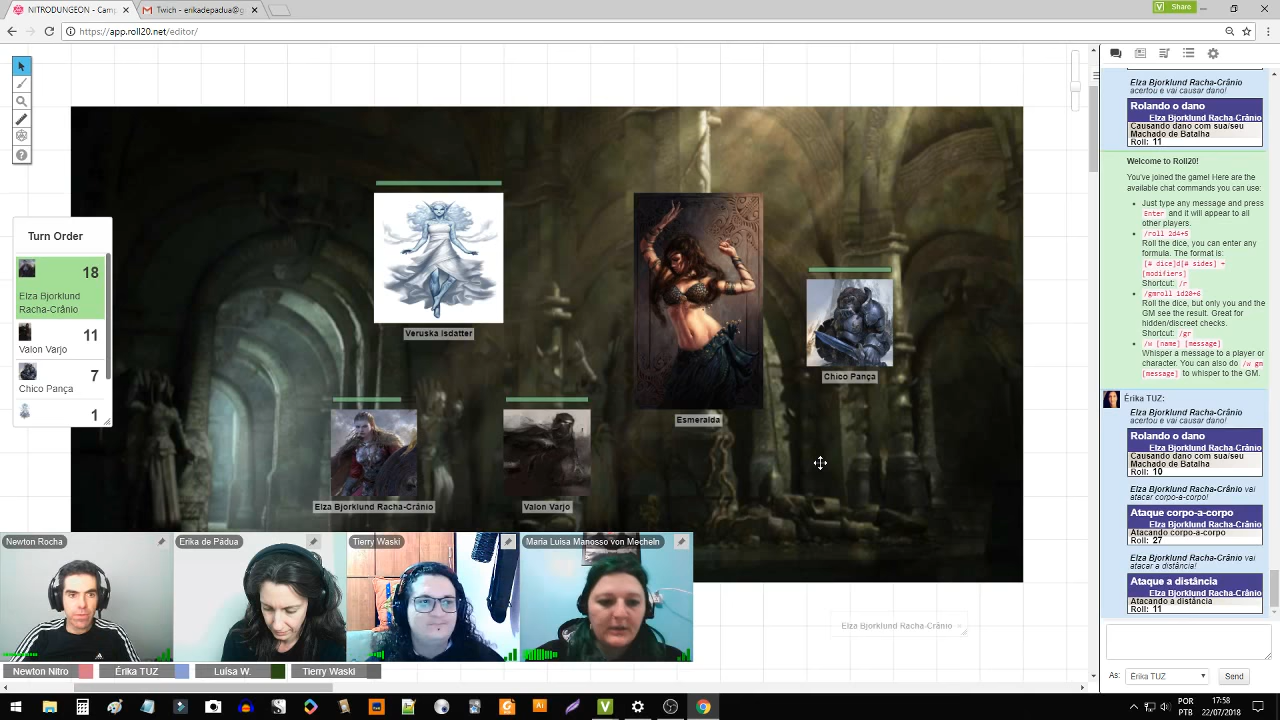 NITRODUNGEON - Cam
Twich - erikadepadua@g
Share
https://app.roll20.net/editor/
Turn Order
18
Elza Bjorklund
Racha-Crânio
11
Valon Varjo
7
Chico Pança
1
Veruska Isdatter
Esmeralda
Chico Pança
Elza Bjorklund Racha-Crânio
Valon Varjo
Newton Rocha
Erika de Pádua
Tierry Waski
Maria Luisa Manosso von Mecheln
Elza Bjorklund Racha-Crânio
Newton Nitro
Érika TUZ
Luísa W.
Tierry Waski
Elza Bjorklund Racha-Crânio
acertou e vai causar dano!
Rolando o dano
Elza Bjorklund Racha-Crânio
Causando dano com sua/seu
Machado de Batalha
Roll: 11
Welcome to Roll20!
You've joined the game! Here are the
available chat commands you can use:
Just type any message and press
Enter and it will appear to all
other players.
/roll 2d4+5
Roll the dice, you can enter any
formula. The format is:
[# dice]d[# sides] +
[modifiers]
Shortcut: /r
/gmroll 1d20+6
Roll the dice, but only you and the
GM see the result. Great for
hidden/discreet checks.
Shortcut: /gr
/w [name] [message]
Whisper a message to a player or
character. You can also do /w gm
[message] to whisper to the GM.
Érika TUZ:
Elza Bjorklund Racha-Crânio
acertou e vai causar dano!
Rolando o dano
Elza Bjorklund Racha-Crânio
Causando dano com sua/seu
Machado de Batalha
Roll: 10
Elza Bjorklund Racha-Crânio vai
atacar corpo-a-corpo!
Ataque corpo-a-corpo
Elza Bjorklund Racha-Crânio
Atacando corpo-a-corpo
Roll: 27
Elza Bjorklund Racha-Crânio vai
atacar a distância!
Ataque a distância
Elza Bjorklund Racha-Crânio
Atacando a distância
Roll: 11
As:
Érika TUZ
Send
POR
PTB
17:58
22/07/2018